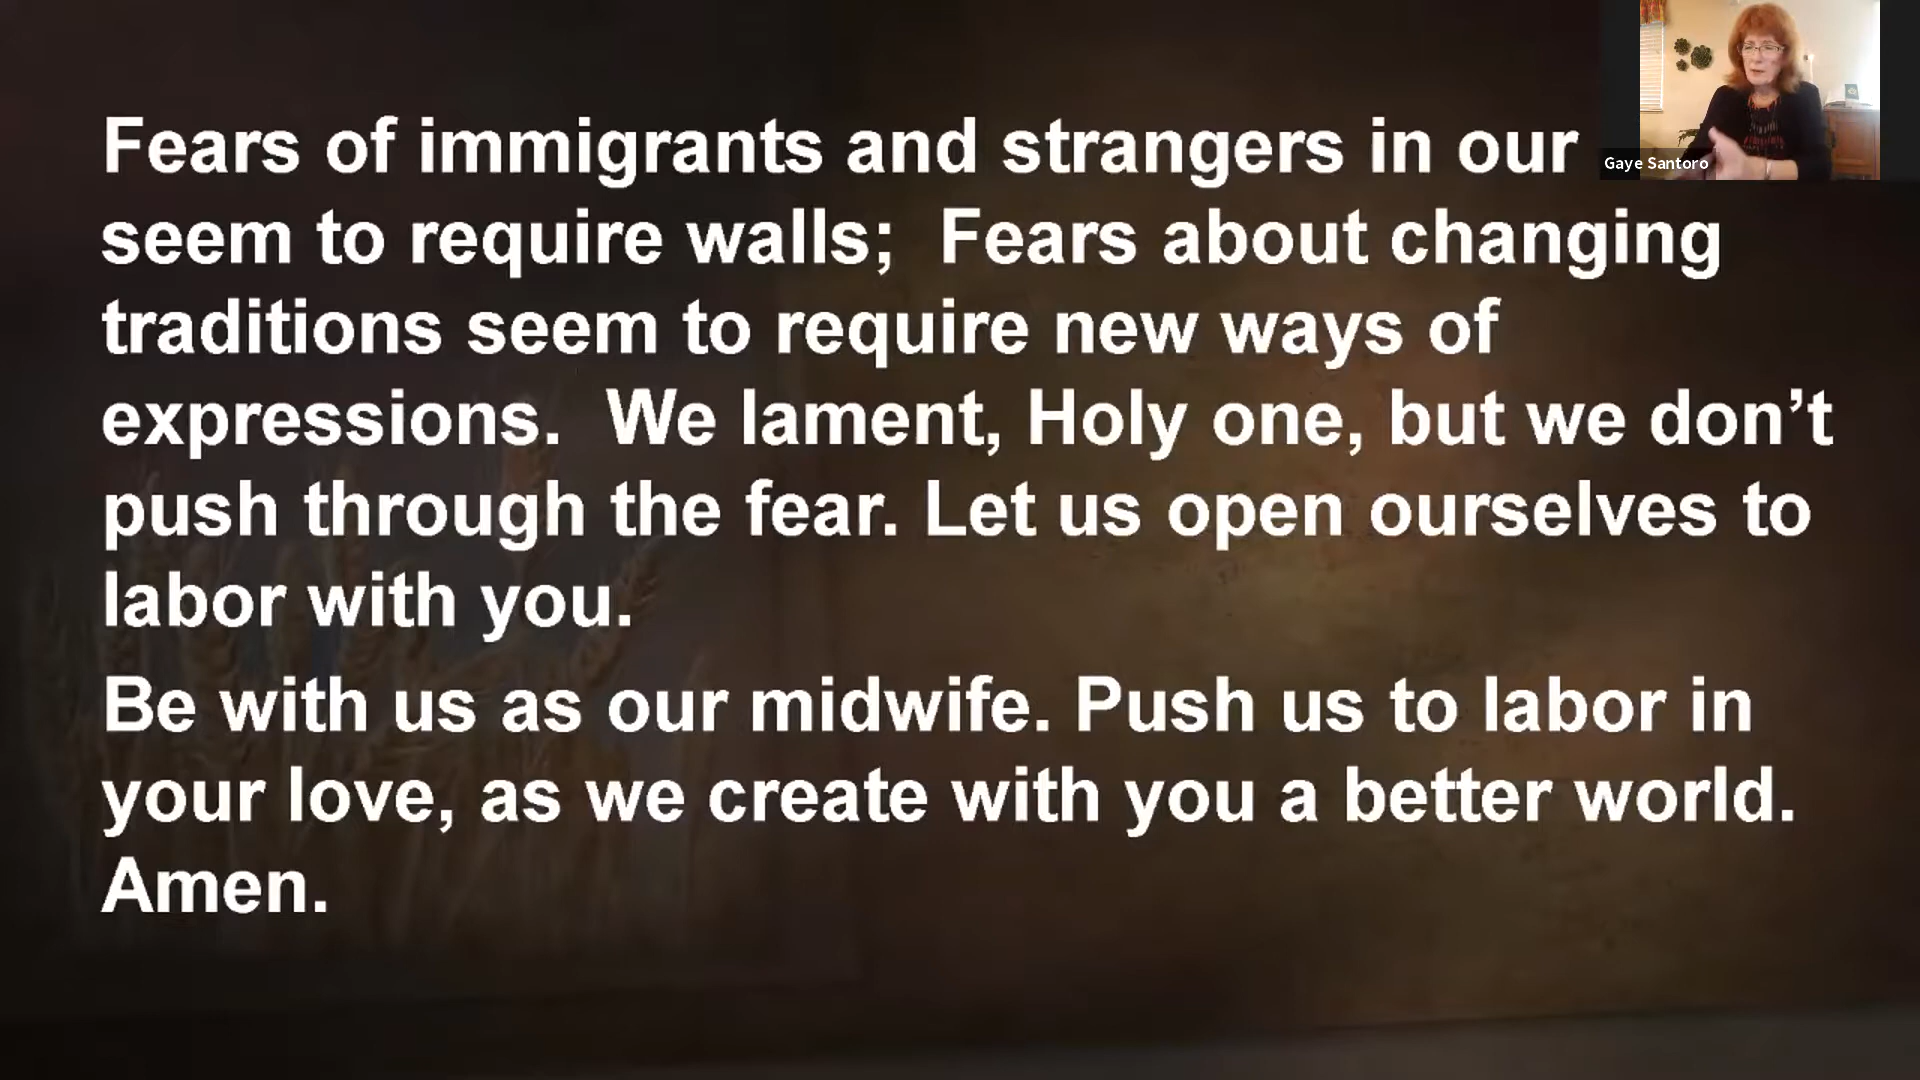 Fears of immigrants and strangers in our
seem to require walls;  Fears about changing
traditions seem to require new ways of
expressions.  We lament, Holy one, but we don’t
push through the fear. Let us open ourselves to
labor with you.
Be with us as our midwife. Push us to labor in
your love, as we create with you a better world.
Amen.
Gaye Santoro